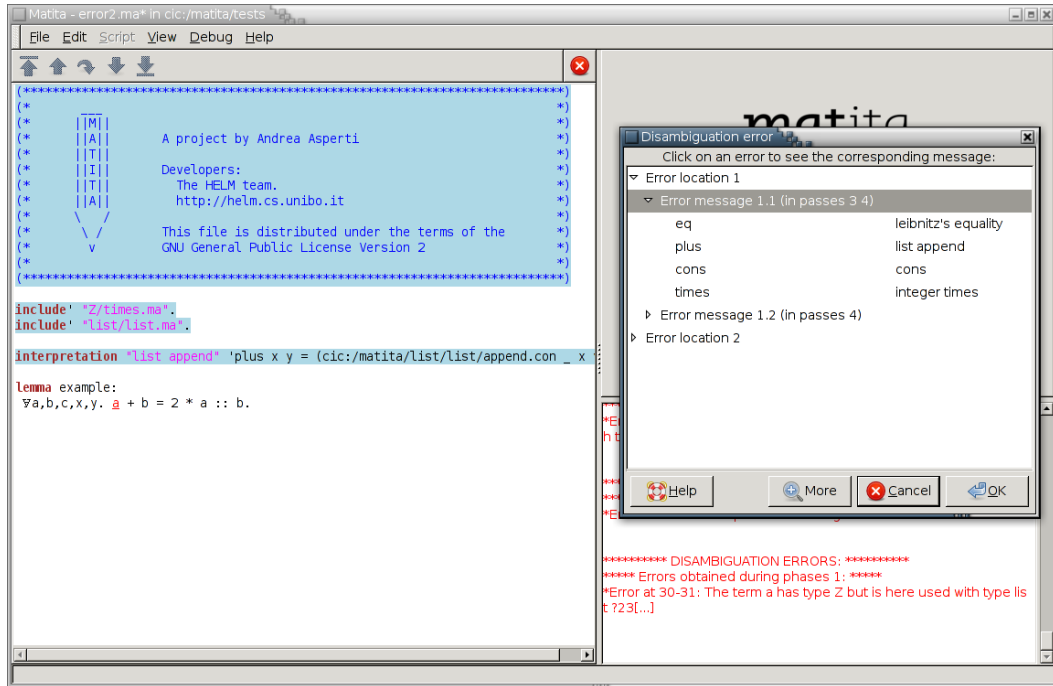 Matita - error2.ma* in cic:/matita/tests
File Edit Script View Debug Help
(**************************************************************************)
(*       ___                                                              *)
(*      ||M||                                                             *)
(*      ||A||       A project by Andrea Asperti                           *)
(*      ||T||                                                             *)
(*      ||I||       Developers:                                           *)
(*      ||T||         The HELM team.                                      *)
(*      ||A||         http://helm.cs.unibo.it                             *)
(*      \   /                                                             *)
(*       \ /        This file is distributed under the terms of the       *)
(*        v         GNU General Public License Version 2                  *)
(*                                                                        *)
(**************************************************************************)
include' "Z/times.ma".
include' "list/list.ma".
interpretation "list append" 'plus x y = (cic:/matita/list/list/append.con _ x
lemma example:
∀a,b,c,x,y. a + b = 2 * a :: b.
matita
Disambiguation error
Click on an error to see the corresponding message:
Error location 1
Error message 1.1 (in passes 3 4)
eq leibnitz's equality
plus list append
cons cons
times integer times
Error message 1.2 (in passes 4)
Error location 2
Help More Cancel OK
*Er
h t
********** DISAMBIGUATION ERRORS: **********
***** Errors obtained during phases 1: *****
*Error at 30-31: The term a has type Z but is here used with type lis
t ?23[...]